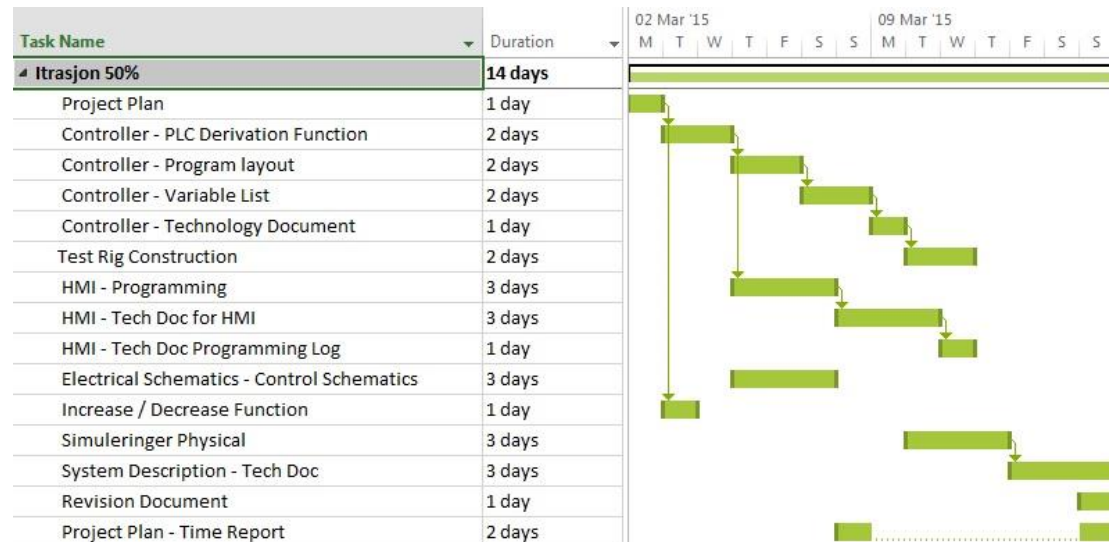 02 Mar '15 09 Mar '15
Task Name Duration M T W T F S S M T W T F S S
Itrasjon 50% 14 days
Project Plan 1 day
Controller - PLC Derivation Function 2 days
Controller - Program layout 2 days
Controller - Variable List 2 days
Controller - Technology Document 1 day
Test Rig Construction 2 days
HMI - Programming 3 days
HMI - Tech Doc for HMI 3 days
HMI - Tech Doc Programming Log 1 day
Electrical Schematics - Control Schematics 3 days
Increase / Decrease Function 1 day
Simuleringer Physical 3 days
System Description - Tech Doc 3 days
Revision Document 1 day
Project Plan - Time Report 2 days